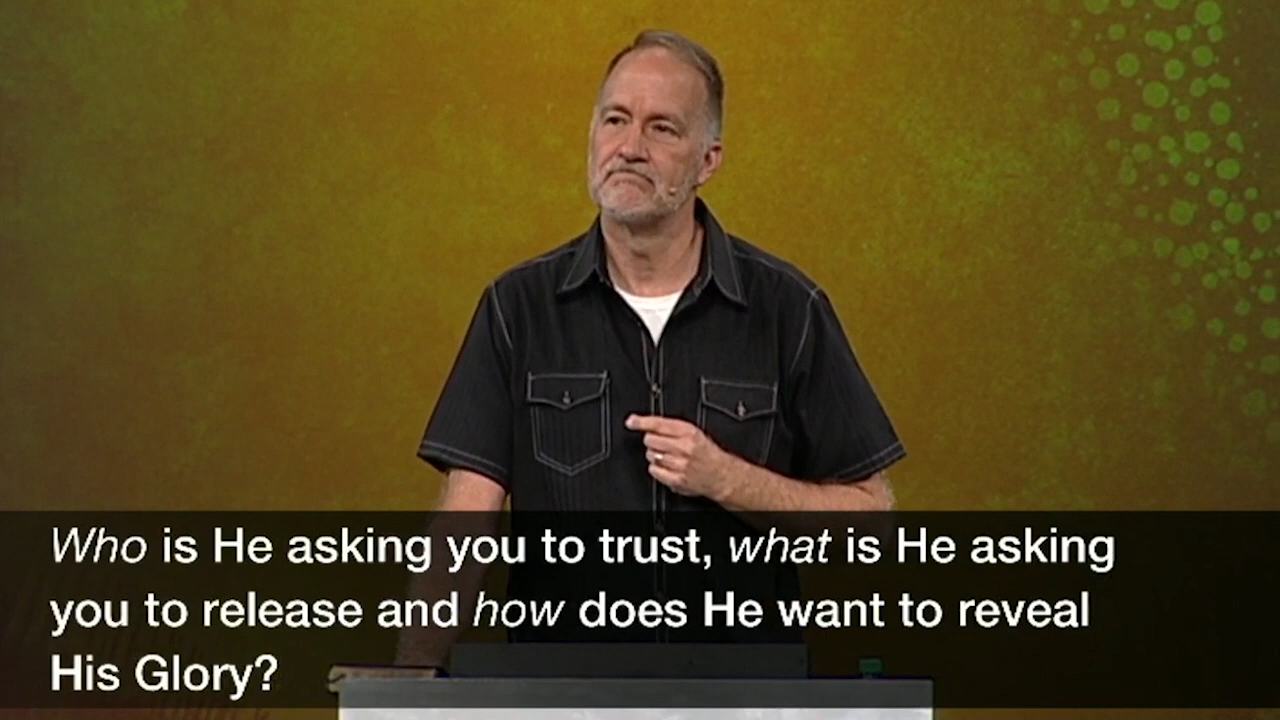 Who is He asking you to trust, what is He asking
you to release and how does He want to reveal
His Glory?